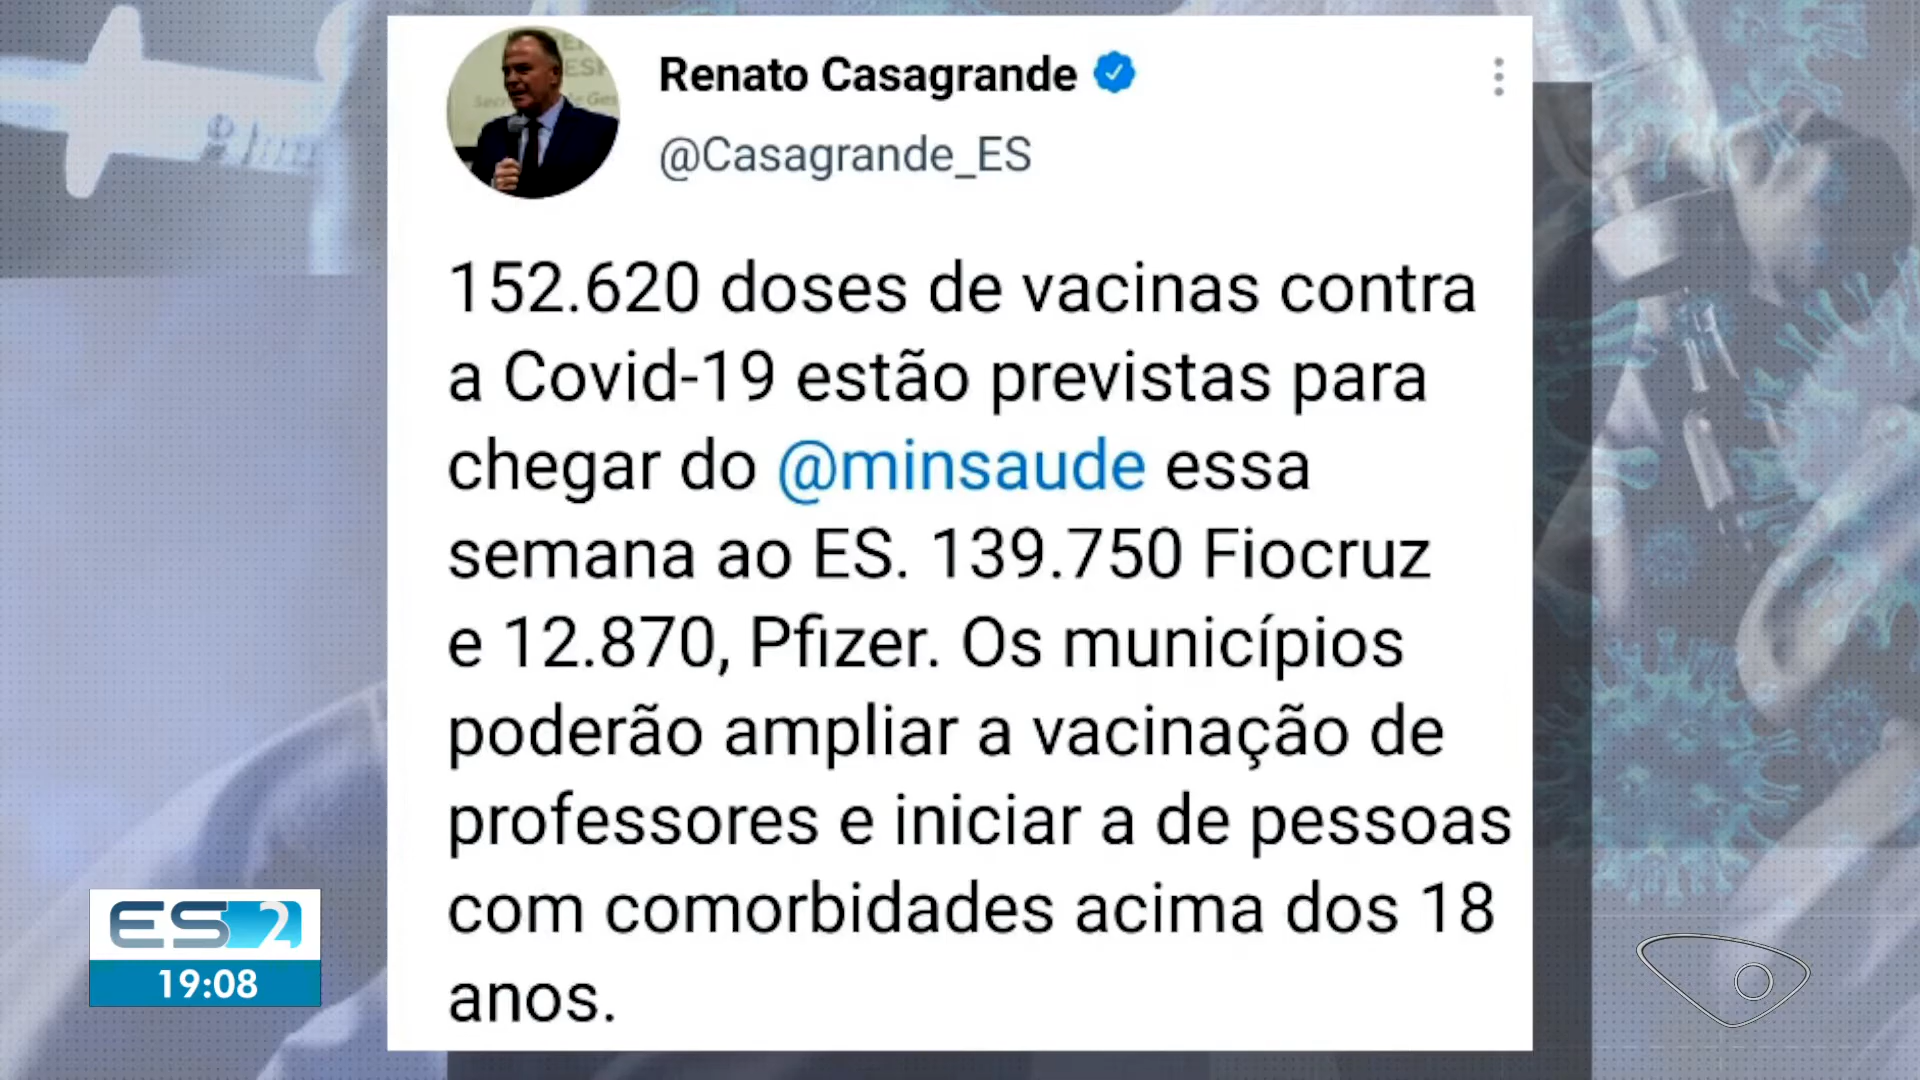 Renato Casagrande
@Casagrande_ES
152.620 doses de vacinas contra
a Covid-19 estão previstas para
chegar do @minsaude essa
semana ao ES. 139.750 Fiocruz
e 12.870, Pfizer. Os municípios
poderão ampliar a vacinação de
professores e iniciar a de pessoas
com comorbidades acima dos 18
anos.
ES 2
19:08